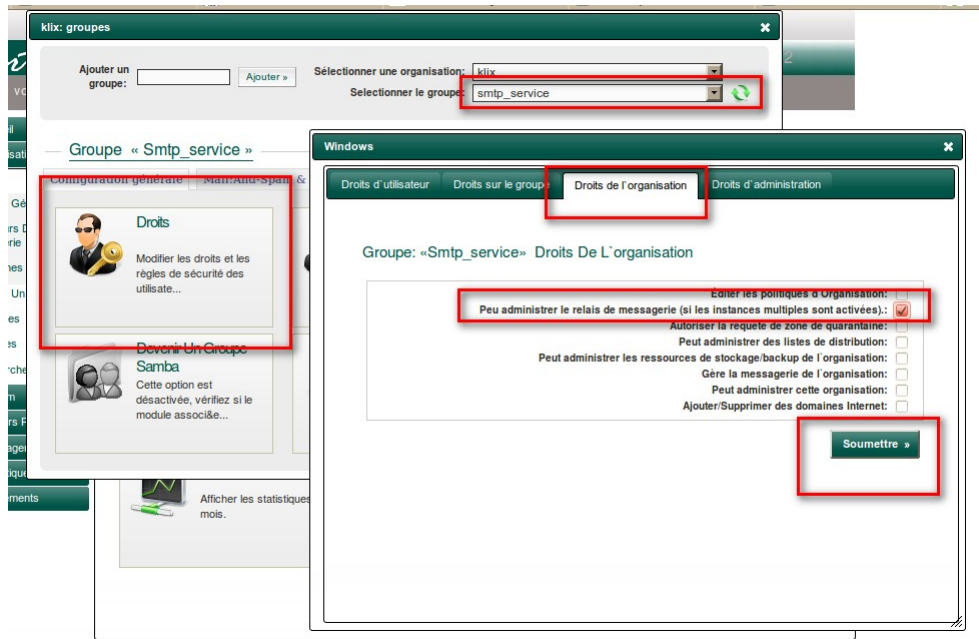 klix: groupes
Ajouter un groupe:
Ajouter »
Sélectionner une organisation:
klix
Selectionner le groupe:
smtp_service
2
Groupe « Smtp_service »
Configuration générale
Mail:Anti-Spam &
Droits
Modifier les droits et les
règles de sécurité des
utilisate...
Devenir Un Groupe
Samba
Cette option est
désactivée, vérifiez si le
module associ&e...
Afficher les statistiques
mois.
Windows
Droits d`utilisateur
Droits sur le groupe
Droits de l`organisation
Droits d`administration
Groupe: «Smtp_service» Droits De L`organisation
Editer les politiques d`Organisation:
Peu administrer le relais de messagerie (si les instances multiples sont activées).:
Autoriser la requête de zone de quarantaine:
Peut administrer des listes de distribution:
Peut administrer les ressources de stockage/backup de l`organisation:
Gère la messagerie de l`organisation:
Peut administrer cette organisation:
Ajouter/Supprimer des domaines Internet:
Soumettre »